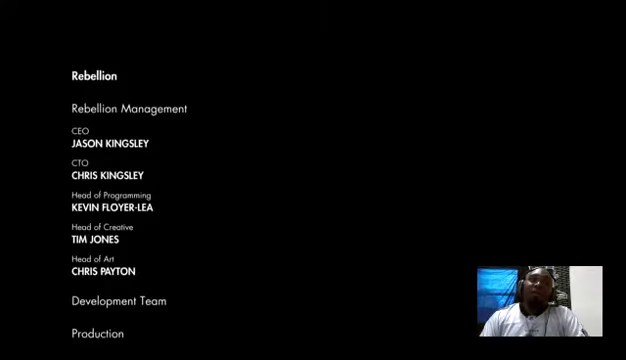 Rebellion
Rebellion Management
CEO
JASON KINGSLEY
CTO
CHRIS KINGSLEY
Head of Programming
KEVIN FLOYER-LEA
Head of Creative
TIM JONES
Head of Art
CHRIS PAYTON
Development Team
Production